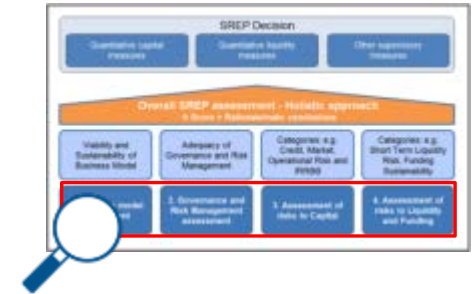 SREP Decision
Quantitative capital
measures
Quantitative liquidity
measures
Other supervisory
measures
Overall SREP assessment - Holistic approach
Viability and
Sustainability of
Business Model
Adequacy of
Governance and Risk
Management
Categories: e.g.
Credit, Market,
Operational Risk and
IRRBB
Categories: e.g.
Short Term Liquidity
Risk, Funding
Sustainability
model
2. Governance and
Risk Management
assessment
3. Assessment of
risks to Capital
4. Assessment of
risks to Liquidity
and Funding